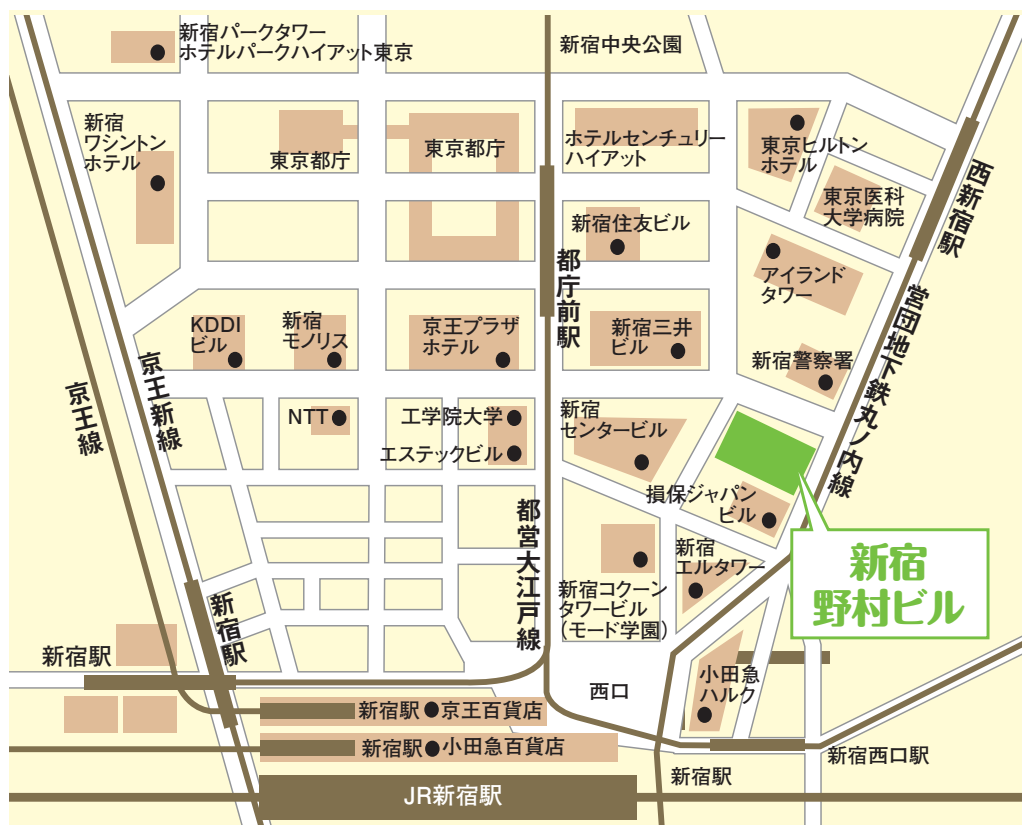 新宿パークタワー
ホテルパークハイアット東京
新宿中央公園
新宿
ワシントン
ホテル
東京都庁
東京都庁
ホテルセンチュリー
ハイアット
東京ヒルトン
ホテル
西新宿駅
東京医科
大学病院
新宿住友ビル
都庁前駅
アイランド
タワー
営団地下鉄丸ノ内線
KDDI
ビル
新宿
モノリス
京王プラザ
ホテル
新宿三井
ビル
新宿警察署
京王新線
京王線
NTT
工学院大学
エステックビル
新宿
センタービル
損保ジャパン
ビル
都営大江戸線
新宿
エルタワー
新宿
野村ビル
新宿コクーン
タワービル
（モード学園）
新宿駅
新宿駅
西口
小田急
ハルク
新宿駅
京王百貨店
新宿駅
小田急百貨店
新宿西口駅
新宿駅
JR新宿駅